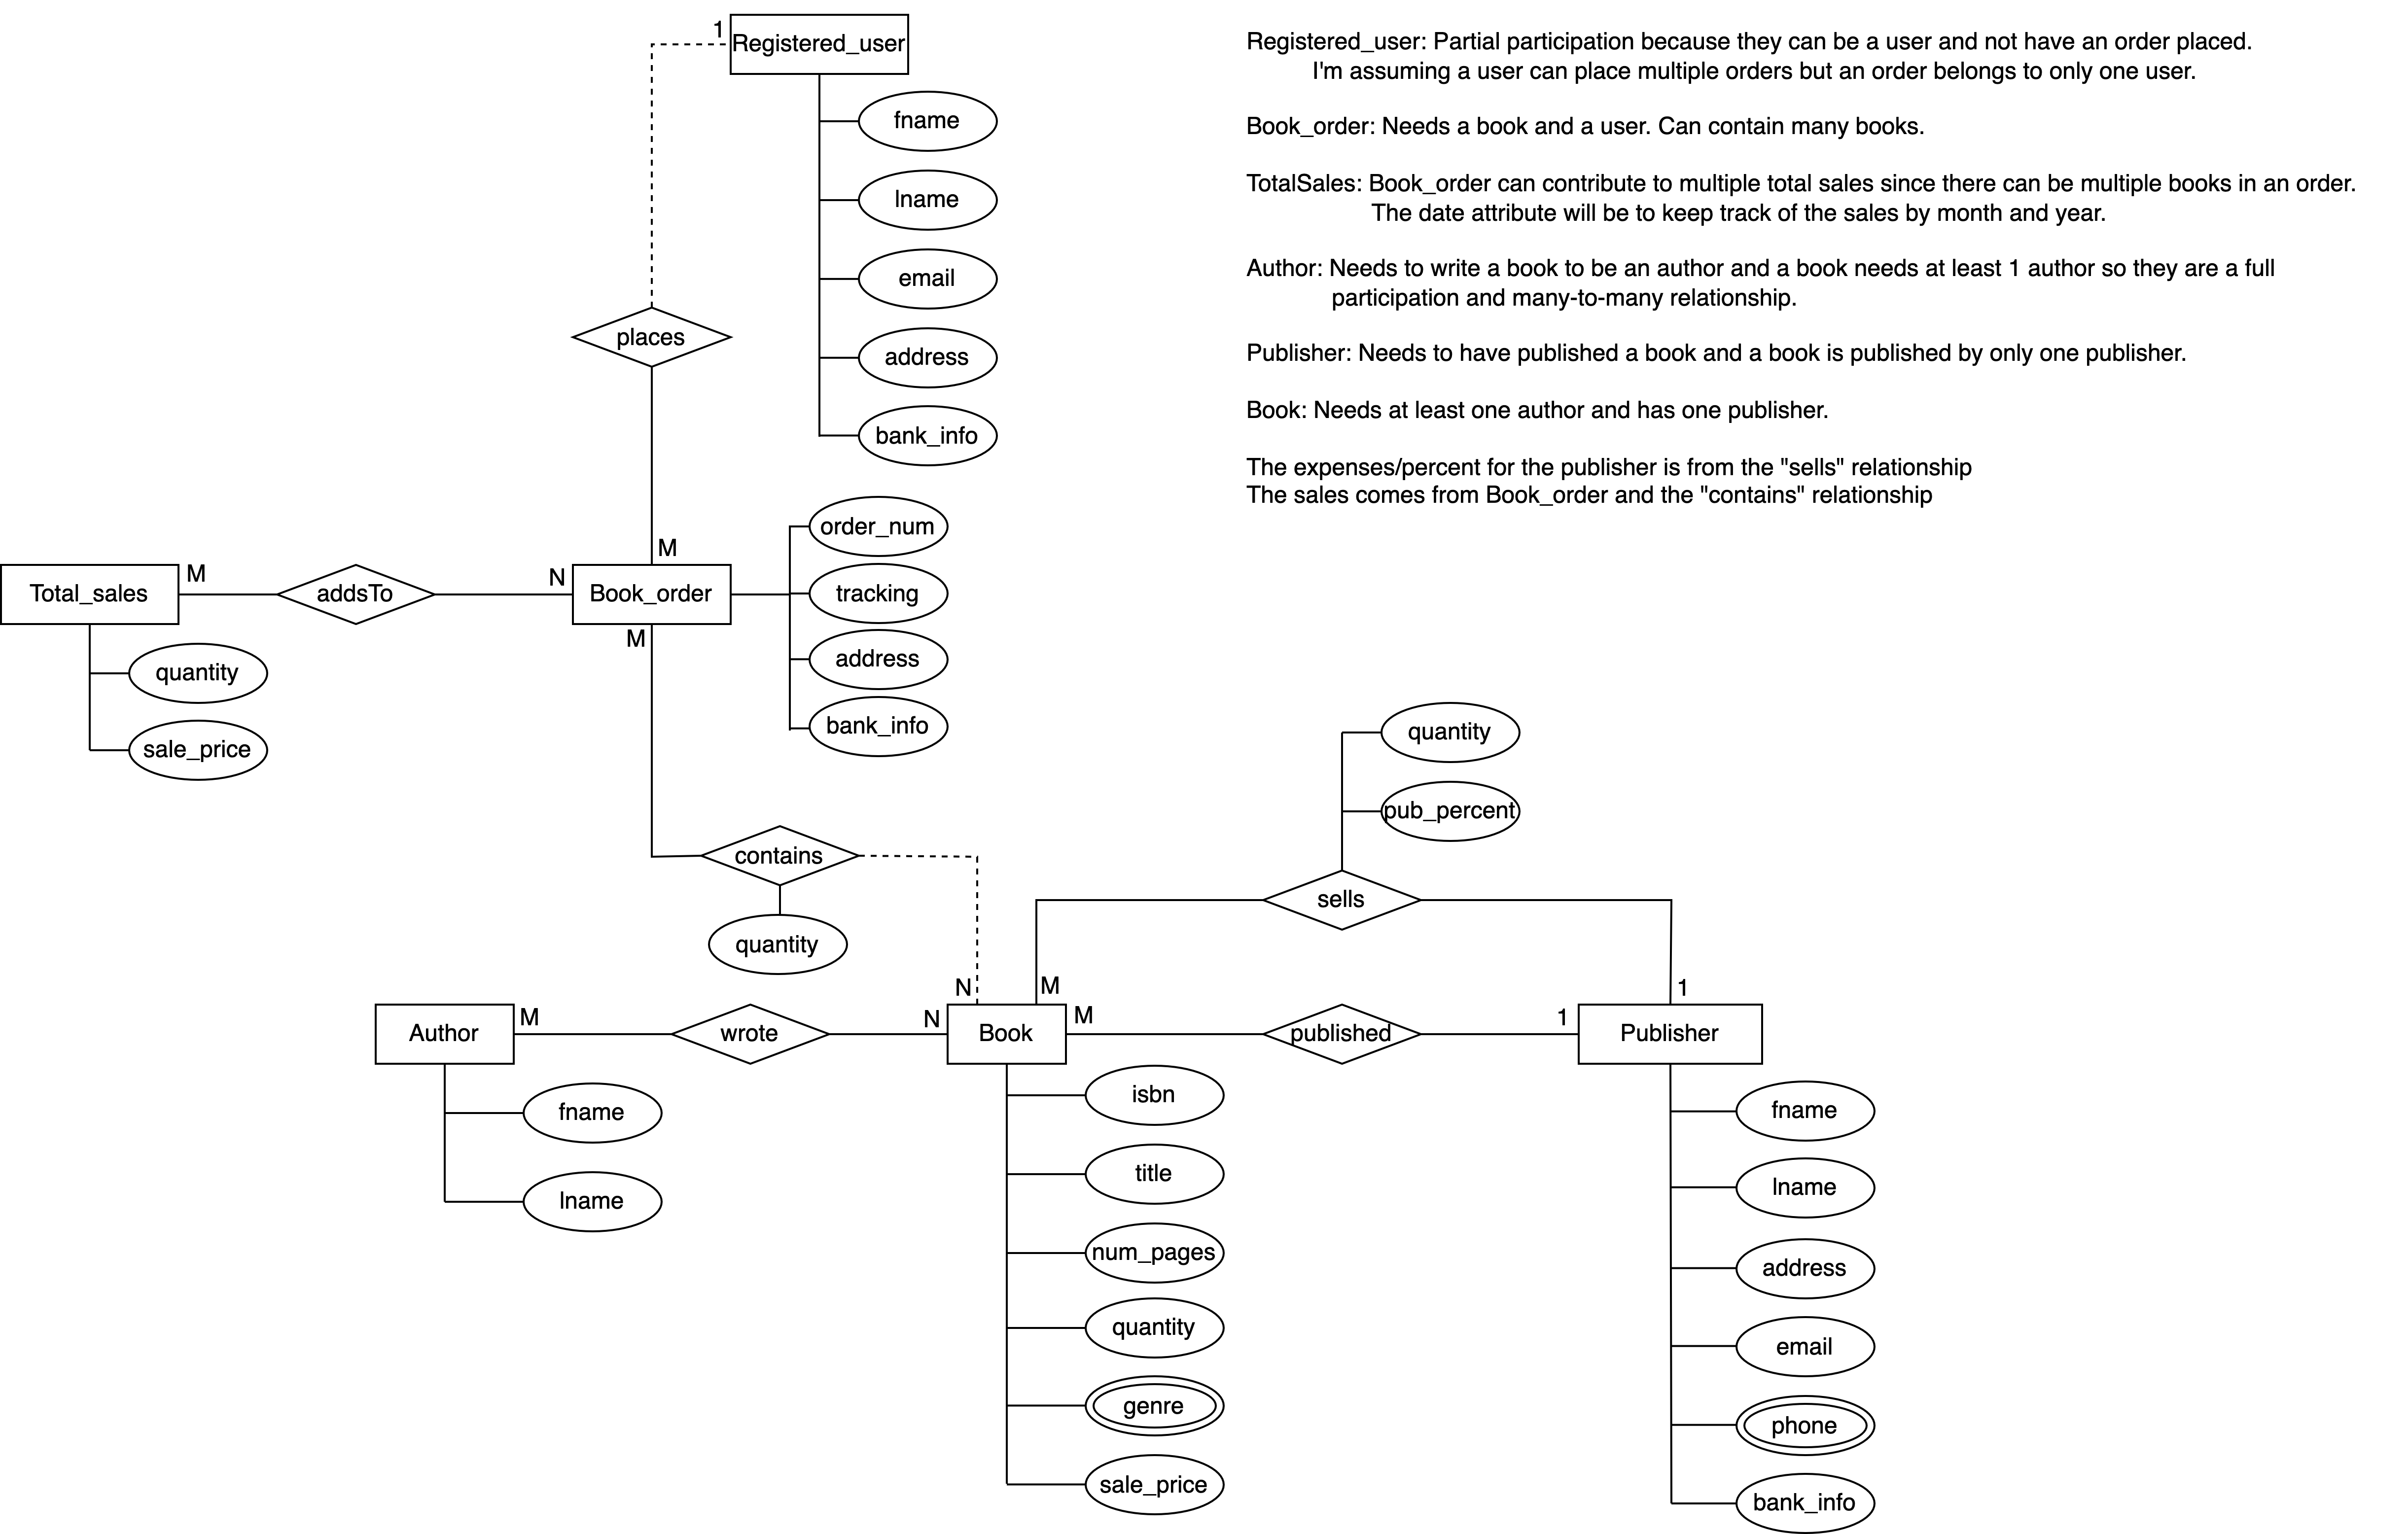 1
Registered_user
fname
lname
email
address
bank_info
places
M
Registered_user: Partial participation because they can be a user and not have an order placed.
I'm assuming a user can place multiple orders but an order belongs to only one user.
Book_order: Needs a book and a user. Can contain many books.
TotalSales: Book_order can contribute to multiple total sales since there can be multiple books in an order.
The date attribute will be to keep track of the sales by month and year.
Author: Needs to write a book to be an author and a book needs at least 1 author so they are a full
participation and many-to-many relationship.
Publisher: Needs to have published a book and a book is published by only one publisher.
Book: Needs at least one author and has one publisher.
The expenses/percent for the publisher is from the "sells" relationship
The sales comes from Book_order and the "contains" relationship
Total_sales
M
addsTo
N
Book_order
M
quantity
sale_price
order_num
tracking
address
bank_info
contains
quantity
N
quantity
pub_percent
sells
M
1
Author
M
wrote
N
Book
M
published
1
Publisher
fname
lname
isbn
title
num_pages
quantity
genre
sale_price
fname
lname
address
email
phone
bank_info